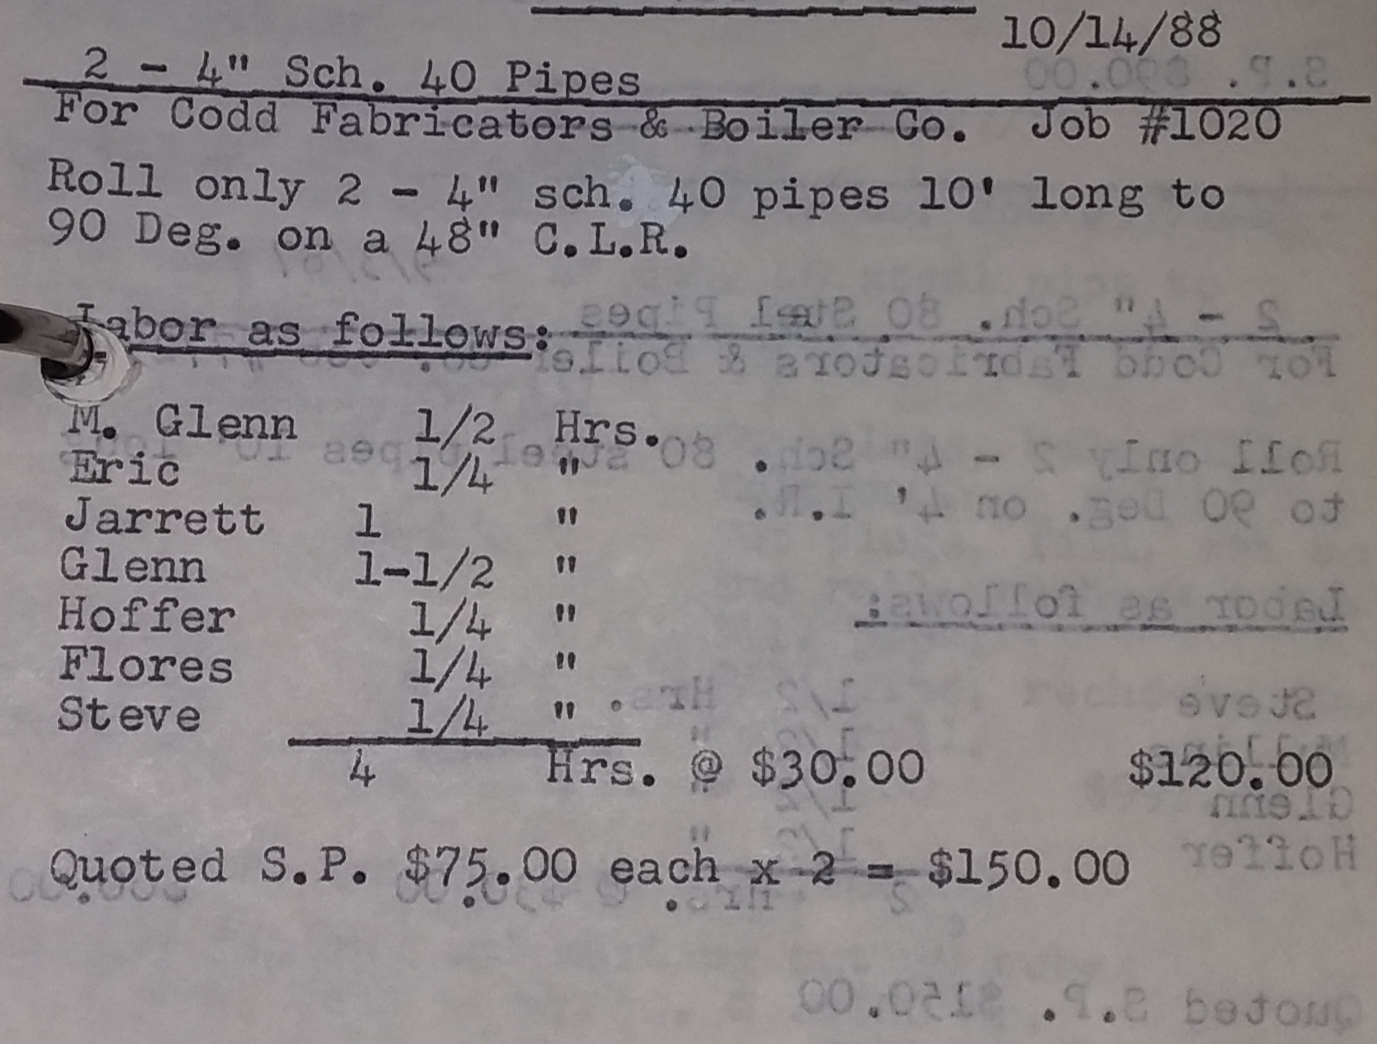 10/14/88
2 - 4" Sch. 40 Pipes
For Codd Fabricators & Boiler Co. Job #1020
Roll only 2 - 4" sch. 40 pipes 10' long to
90 Deg. on a 48" C.L.R.
Labor as follows:
M. Glenn 1/2 Hrs.
Eric 1/4 "
Jarrett 1 "
Glenn 1-1/2 "
Hoffer 1/4 "
Flores 1/4 "
Steve 1/4 "
4 Hrs. @ $30.00 $120.00
Quoted S.P. $75.00 each x 2 = $150.00